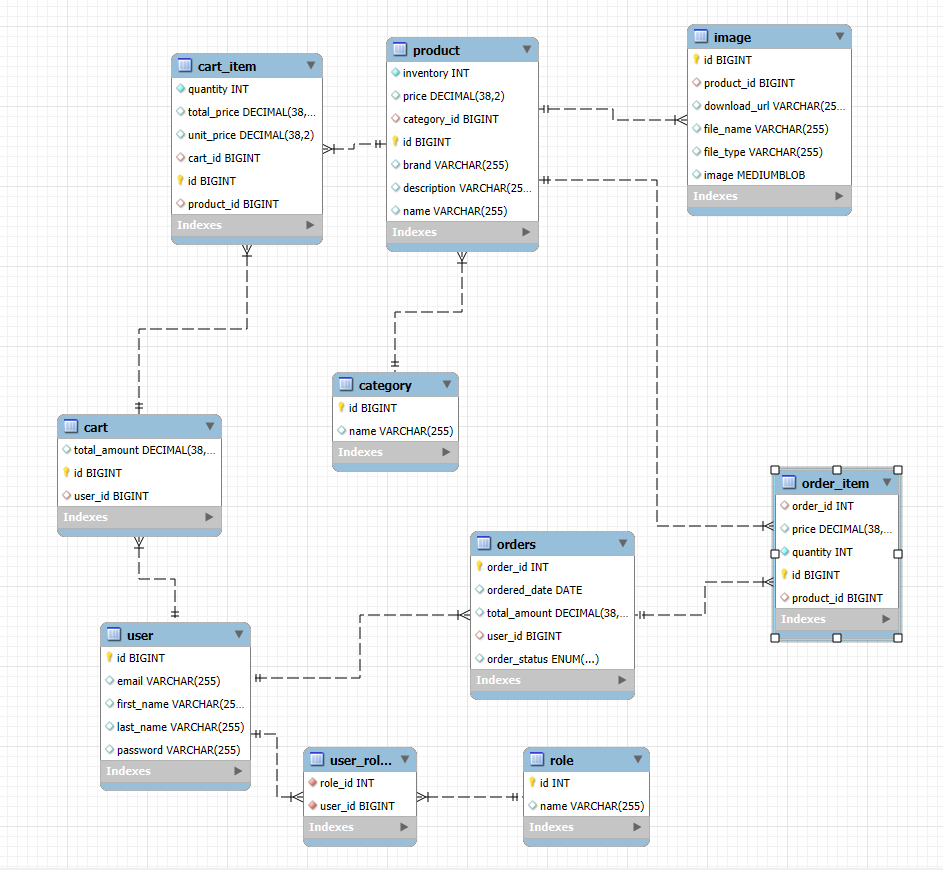 cart_item
quantity INT
total_price DECIMAL(38,...
unit_price DECIMAL(38,2)
cart_id BIGINT
id BIGINT
product_id BIGINT
Indexes
product
inventory INT
price DECIMAL(38,2)
category_id BIGINT
id BIGINT
brand VARCHAR(255)
description VARCHAR(25...
name VARCHAR(255)
Indexes
image
id BIGINT
product_id BIGINT
download_url VARCHAR(25...
file_name VARCHAR(255)
file_type VARCHAR(255)
image MEDIUMBLOB
Indexes
category
id BIGINT
name VARCHAR(255)
Indexes
cart
total_amount DECIMAL(38,...
id BIGINT
user_id BIGINT
Indexes
order_item
order_id INT
price DECIMAL(38,...
quantity INT
id BIGINT
product_id BIGINT
Indexes
orders
order_id INT
ordered_date DATE
total_amount DECIMAL(38,...
user_id BIGINT
order_status ENUM(...)
Indexes
user
id BIGINT
email VARCHAR(255)
first_name VARCHAR(25...
last_name VARCHAR(255)
password VARCHAR(255)
Indexes
user_rol...
role_id INT
user_id BIGINT
Indexes
role
id INT
name VARCHAR(255)
Indexes